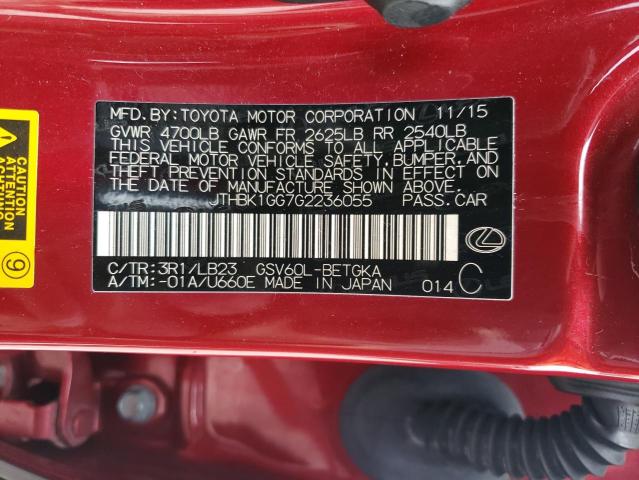 MFD. BY: TOYOTA MOTOR CORPORATION 11/15
GVWR 4700LB GAWR FR 2625LB RR 2540LB
THIS VEHICLE CONFORMS TO ALL APPLICABLE
FEDERAL MOTOR VEHICLE SAFETY, BUMPER, AND
THEFT PREVENTION STANDARDS IN EFFECT ON
THE DATE OF MANUFACTURE SHOWN ABOVE.
JTHBK1GG7G2236055 PASS.CAR
C/TR: 3R1/LB23 GSV60L-BETGKA
A/TM: -01A/U660E MADE IN JAPAN 014 C
9